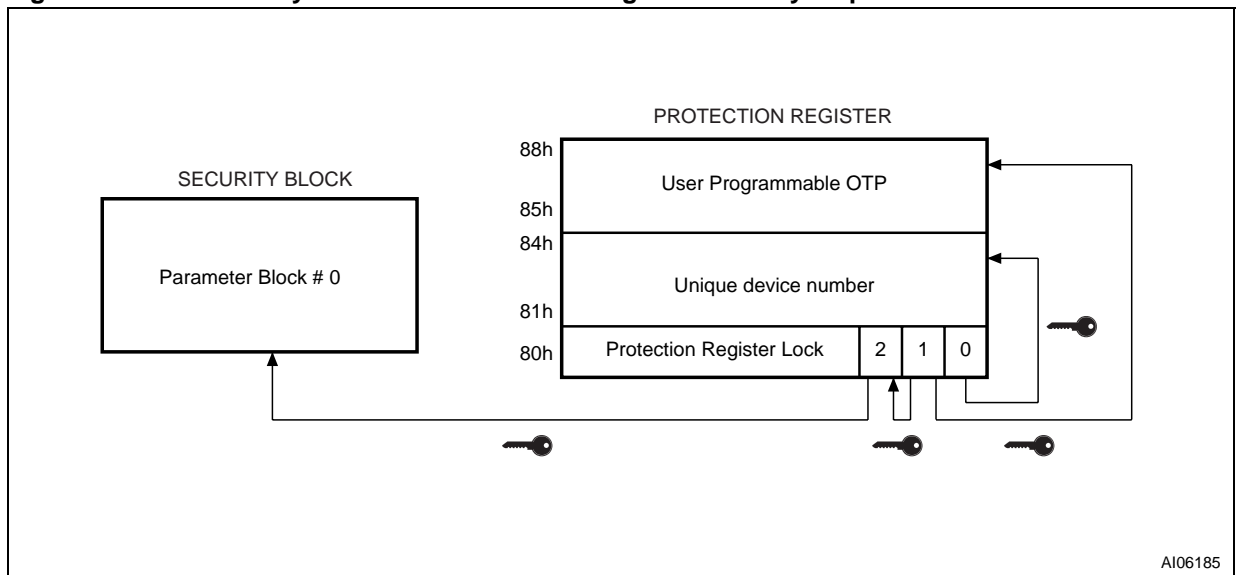 PROTECTION REGISTER
88h
User Programmable OTP
SECURITY BLOCK
85h
84h
Parameter Block # 0
Unique device number
81h
80h
Protection Register Lock 2 1 0
AI06185